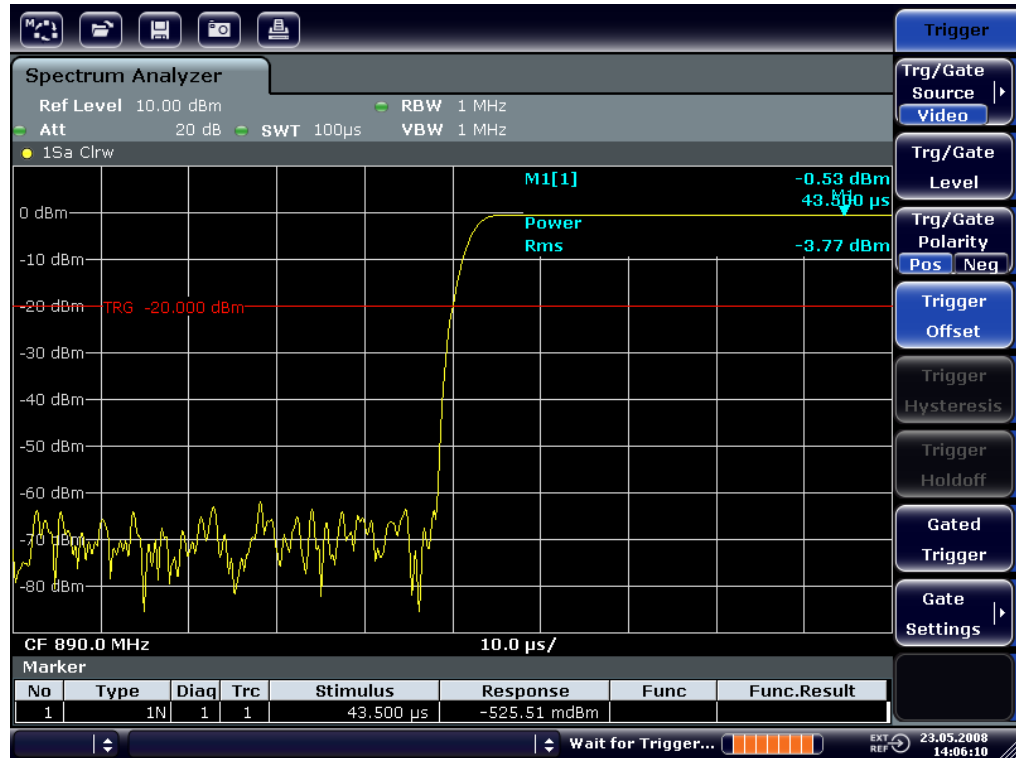 Trigger
Spectrum Analyzer
Ref Level 10.00 dBm RBW 1 MHz
Att 20 dB SWT 100µs VBW 1 MHz
1Sa Clrw
M1[1] -0.53 dBm
43.500 µs
M1
Power
Rms -3.77 dBm
0 dBm
-10 dBm
-20 dBm TRG -20.000 dBm
-30 dBm
-40 dBm
-50 dBm
-60 dBm
-70 dBm
-80 dBm
CF 890.0 MHz 10.0 µs/
Marker
No Type Diaq Trc Stimulus Response Func Func.Result
1 1N 1 1 43.500 µs -525.51 mdBm
Wait for Trigger... EXT REF 23.05.2008
14:06:10
Trg/Gate
Source
Video
Trg/Gate
Level
Trg/Gate
Polarity
Pos Neg
Trigger
Offset
Trigger
Hysteresis
Trigger
Holdoff
Gated
Trigger
Gate
Settings